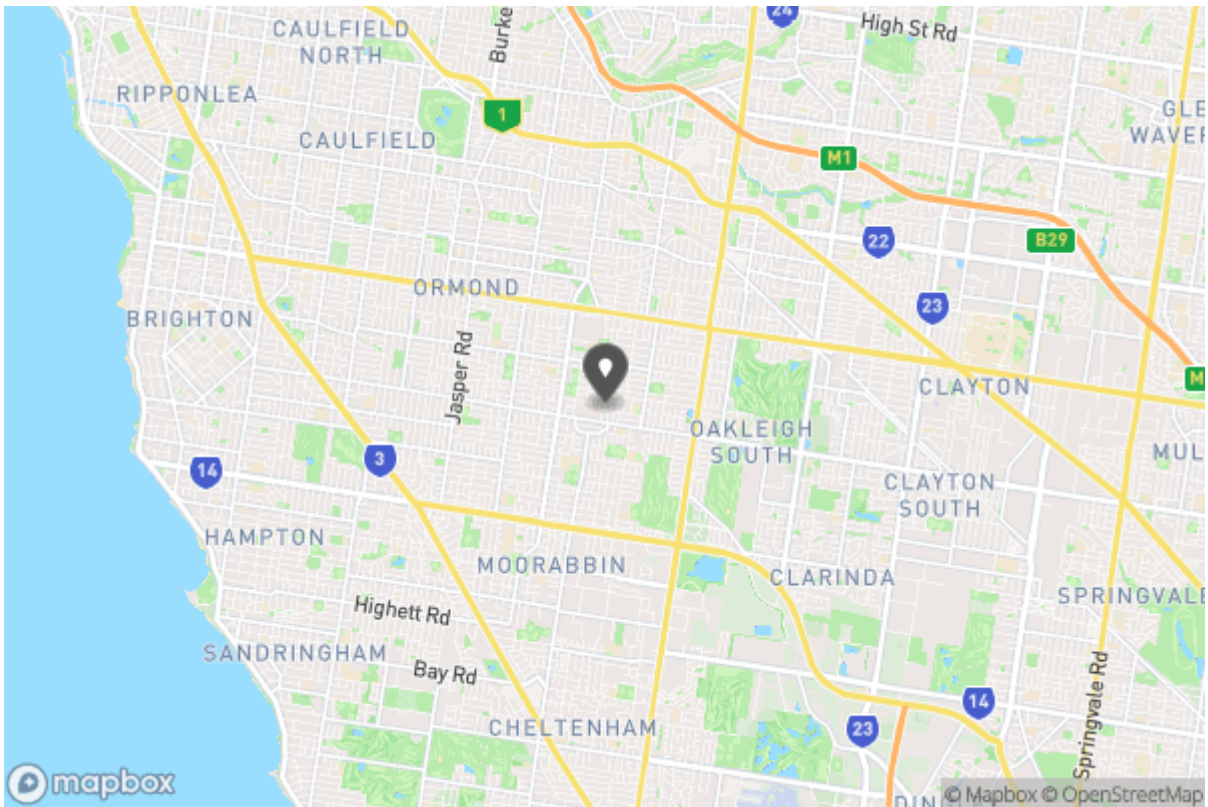 CAULFIELD
NORTH
Burke
24
High St Rd
RIPPONLEA
1
CAULFIELD
GLE
WAVER
M1
22
B29
ORMOND
23
BRIGHTON
Jasper Rd
M
CLAYTON
OAKLEIGH
SOUTH
3
14
MUL
CLAYTON
SOUTH
HAMPTON
MOORABBIN
CLARINDA
SPRINGVALE
Highett Rd
SANDRINGHAM
Bay Rd
Springvale Rd
14
CHELTENHAM
23
mapbox
© Mapbox © OpenStreetMap
DIN